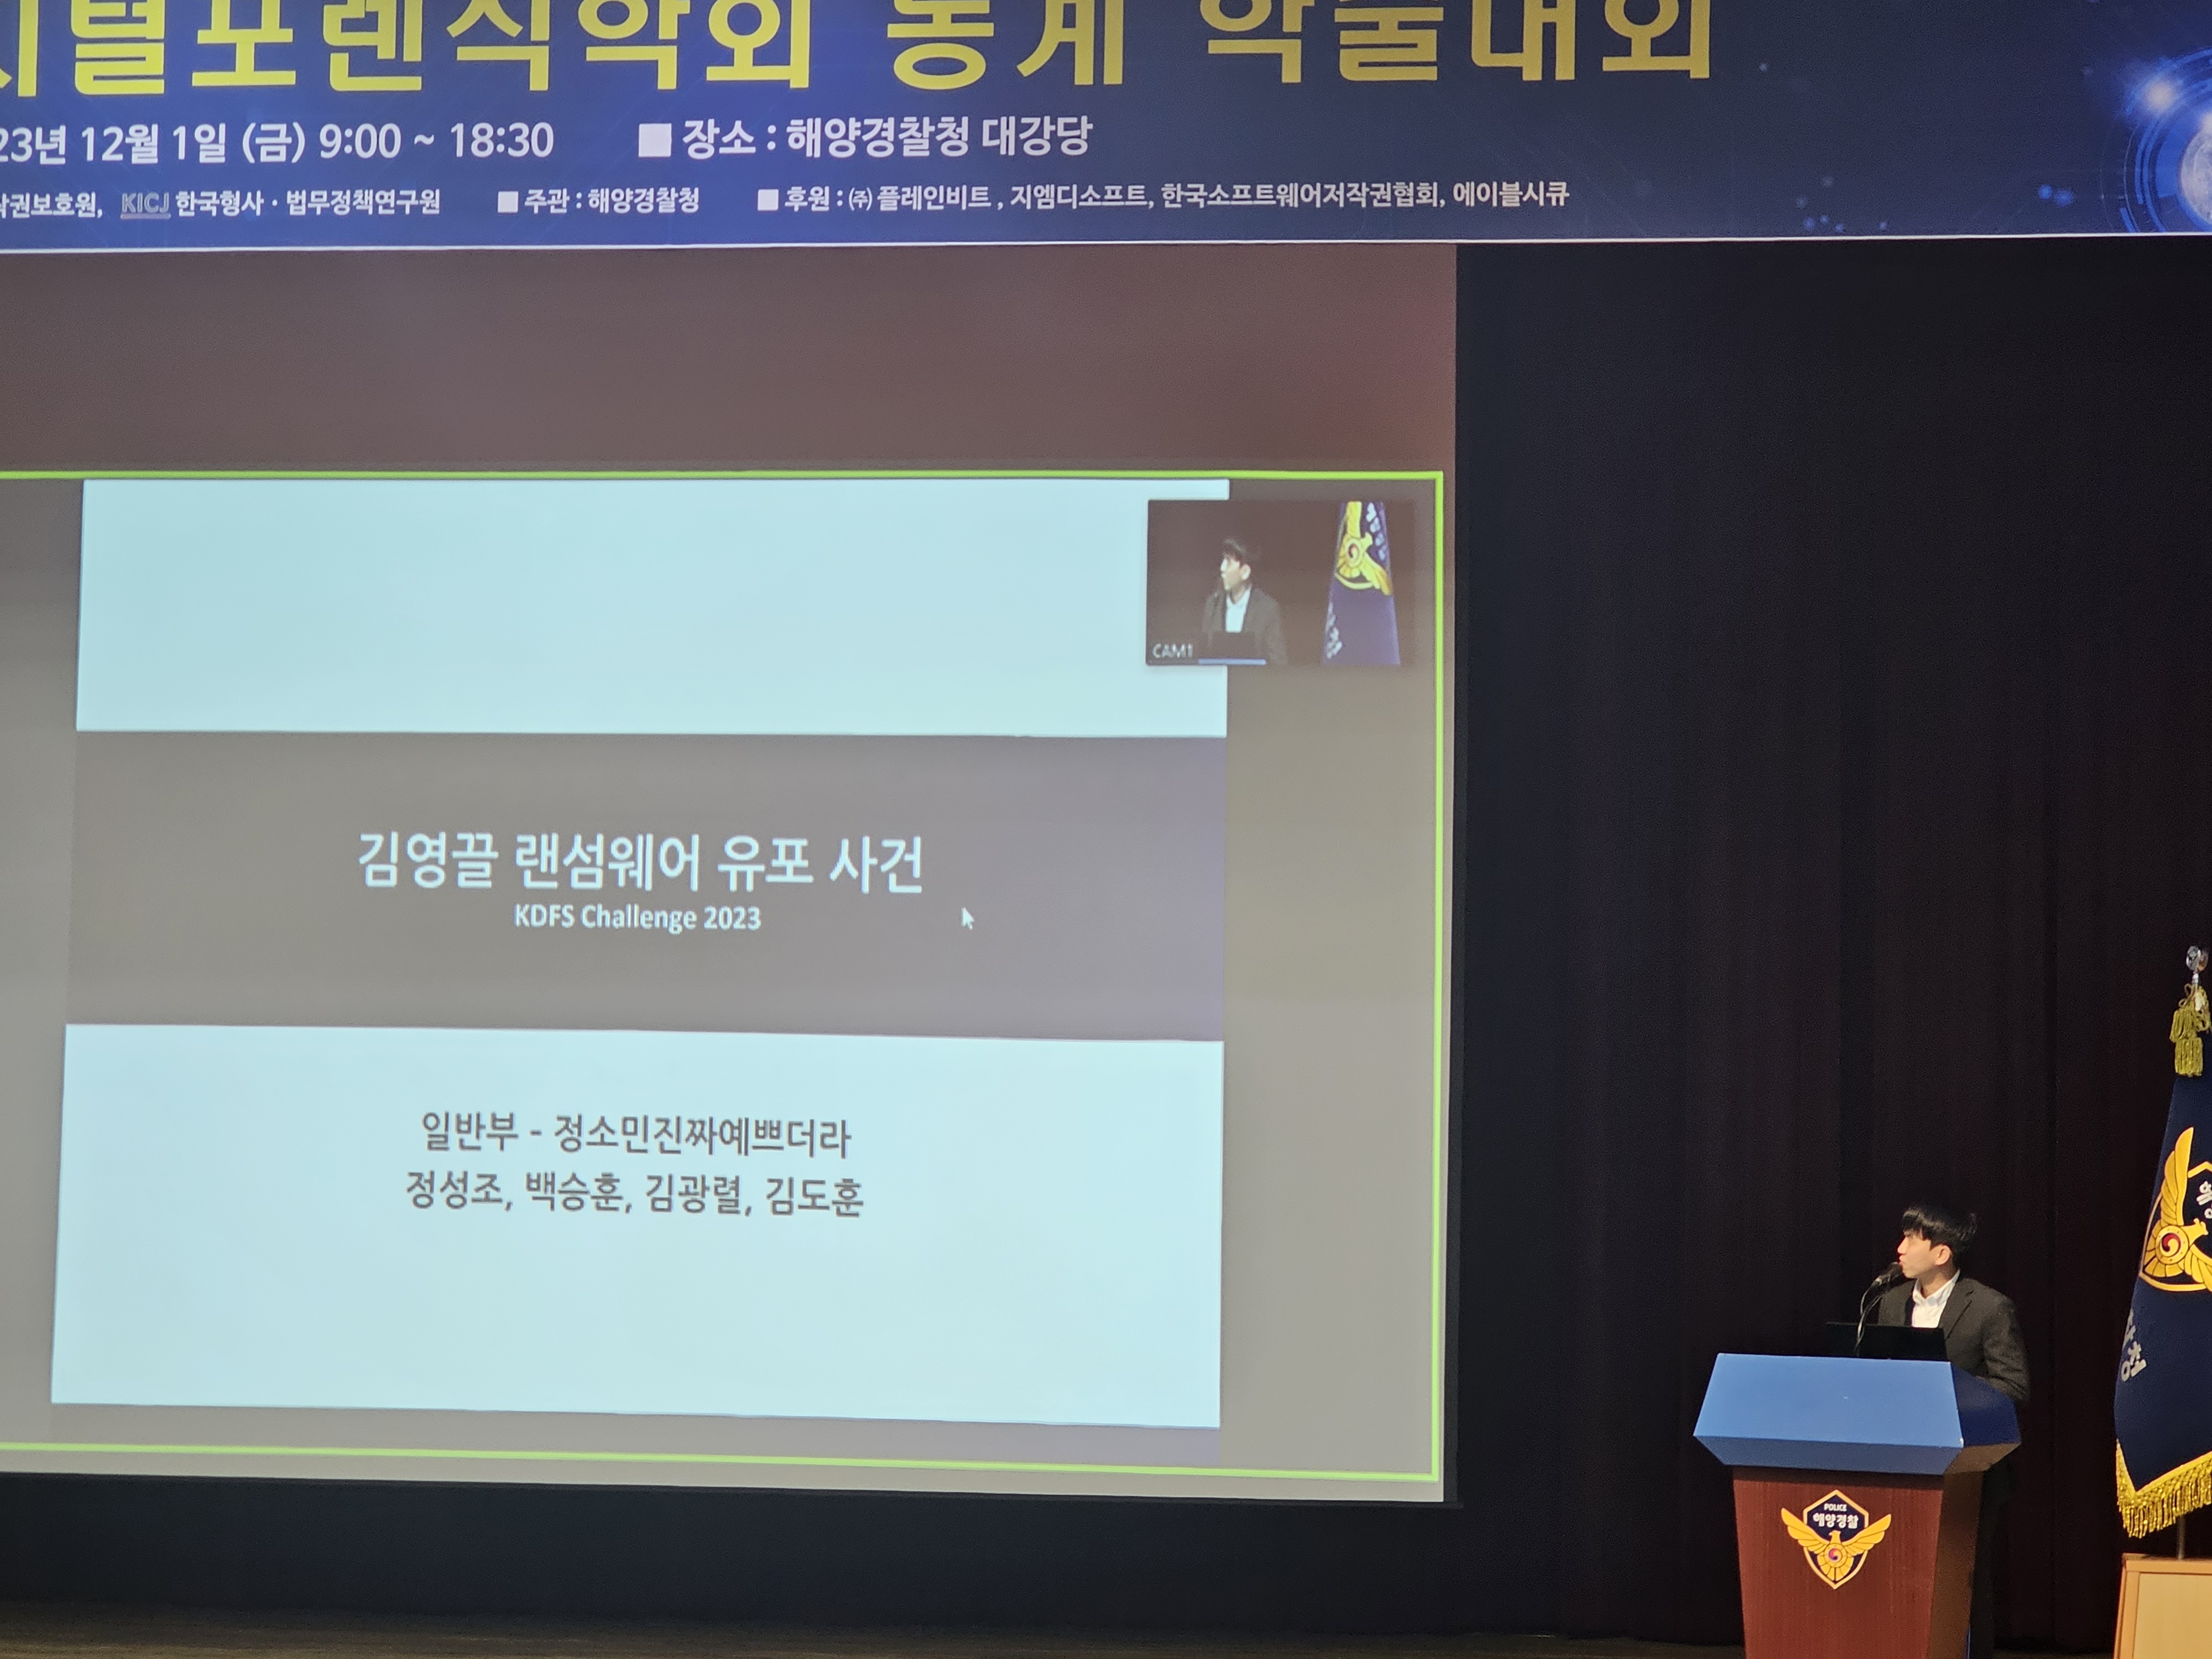 디지털포렌식학회 동계 학술대회
23년 12월 1일 (금) 9:00 ~ 18:30 ■ 장소 : 해양경찰청 대강당
작권보호원, KICJ 한국형사 · 법무정책연구원 ■ 주관 : 해양경찰청 ■ 후원 : ㈜ 플레인비트 , 지엠디소프트, 한국소프트웨어저작권협회, 에이블시큐
CAM1
김영끌 랜섬웨어 유포 사건
KDFS Challenge 2023
일반부 - 정소민진짜예쁘더라
정성조, 백승훈, 김광렬, 김도훈
POLICE
해양경찰